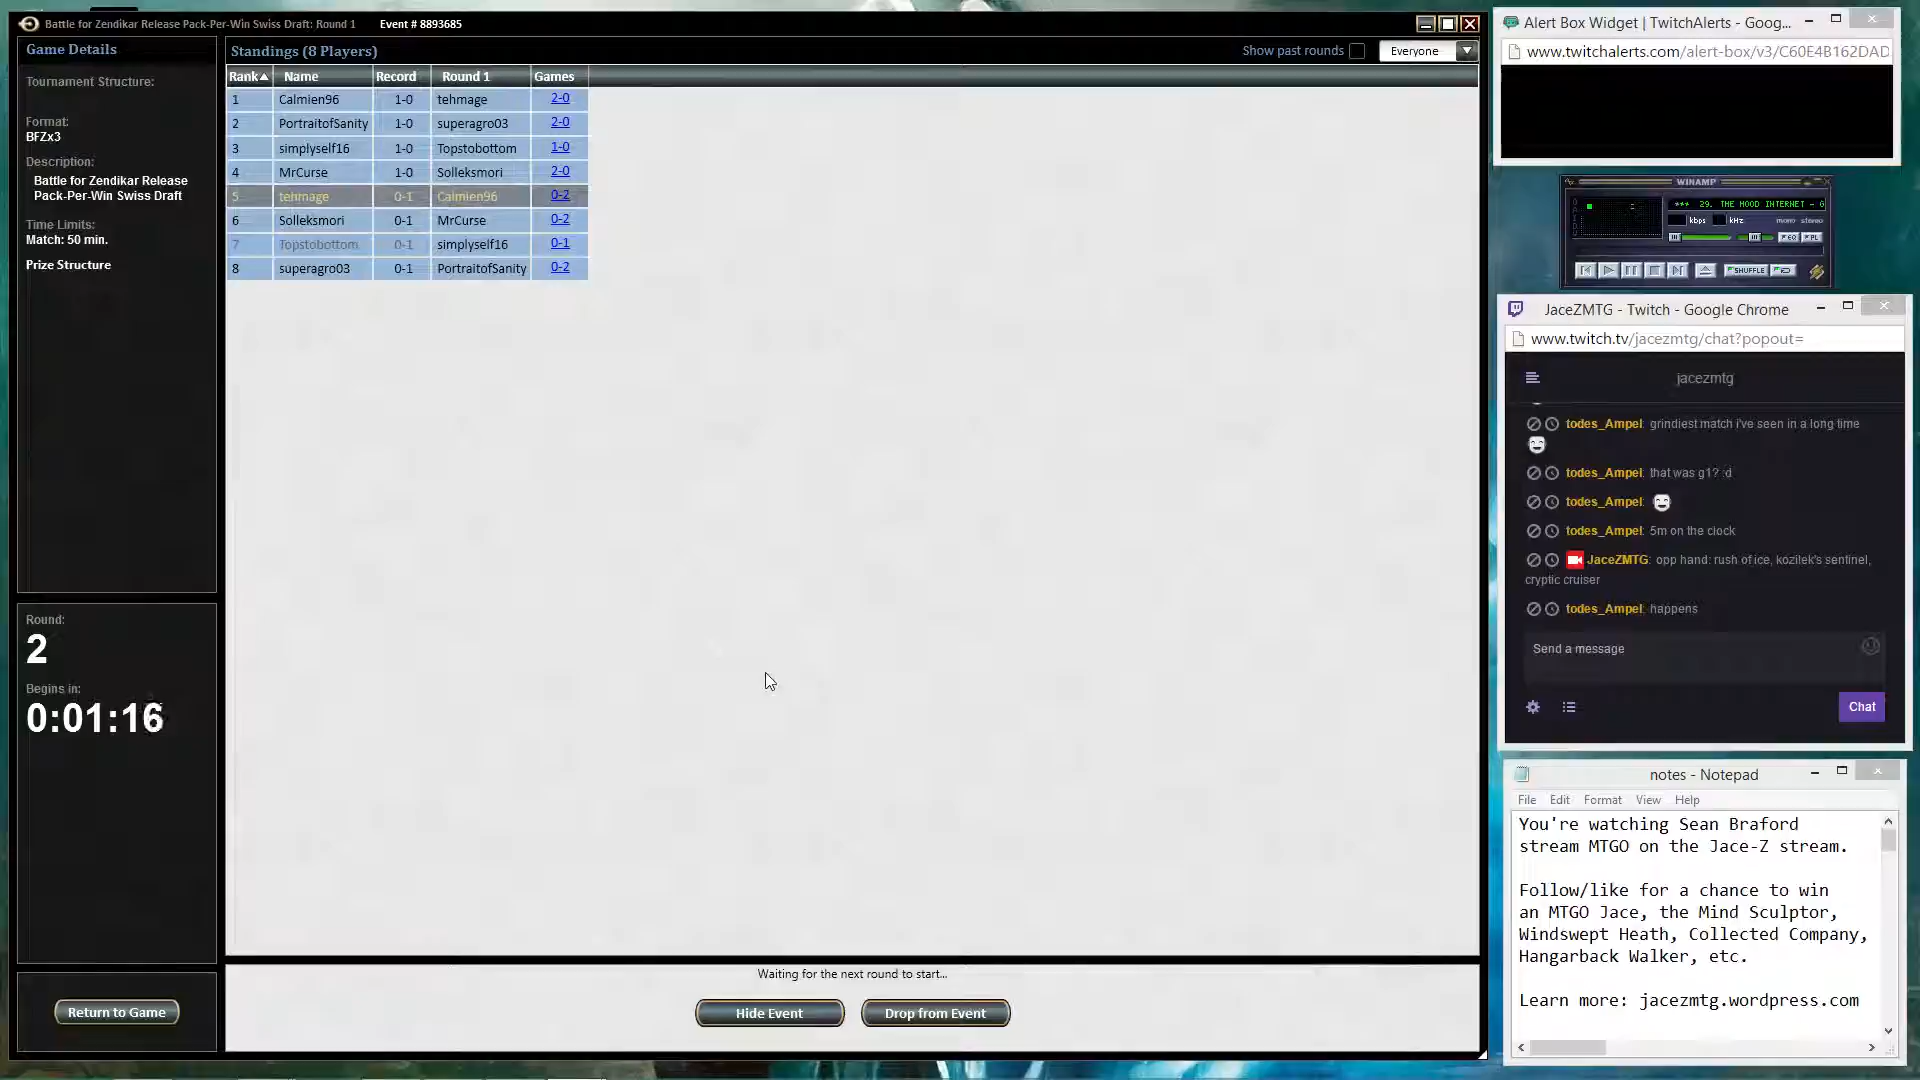 Battle for Zendikar Release Pack-Per-Win Swiss Draft: Round 1 Event # 8893685
Game Details
Tournament Structure:
Format:
BFZx3
Description:
Battle for Zendikar Release
Pack-Per-Win Swiss Draft
Time Limits:
Match: 50 min.
Prize Structure
Round:
2
Begins in:
0:01:16
Return to Game
Standings (8 Players) Show past rounds Everyone
Rank Name Record Round 1 Games
1 Calmien96 1-0 tehmage 2-0
2 PortraitofSanity 1-0 superagro03 2-0
3 simplyself16 1-0 Topstobottom 1-0
4 MrCurse 1-0 Solleksmori 2-0
5 tehmage 0-1 Calmien96 0-2
6 Solleksmori 0-1 MrCurse 0-2
7 Topstobottom 0-1 simplyself16 0-1
8 superagro03 0-1 PortraitofSanity 0-2
Waiting for the next round to start...
Hide Event Drop from Event
Alert Box Widget | TwitchAlerts - Goog...
www.twitchalerts.com/alert-box/v3/C60E4B162DAD
WINAMP
*** 29. THE HOOD INTERNET - G
kbps kHz mono stereo
EQ PL
SHUFFLE
JaceZMTG - Twitch - Google Chrome
www.twitch.tv/jacezmtg/chat?popout=
jacezmtg
todes_Ampel: grindiest match i've seen in a long time
todes_Ampel: that was g1? :d
todes_Ampel:
todes_Ampel: 5m on the clock
JaceZMTG: opp hand: rush of ice, kozilek's sentinel,
cryptic cruiser
todes_Ampel: happens
Send a message
Chat
notes - Notepad
File Edit Format View Help
You're watching Sean Braford
stream MTGO on the Jace-Z stream.
Follow/like for a chance to win
an MTGO Jace, the Mind Sculptor,
Windswept Heath, Collected Company,
Hangarback Walker, etc.
Learn more: jacezmtg.wordpress.com